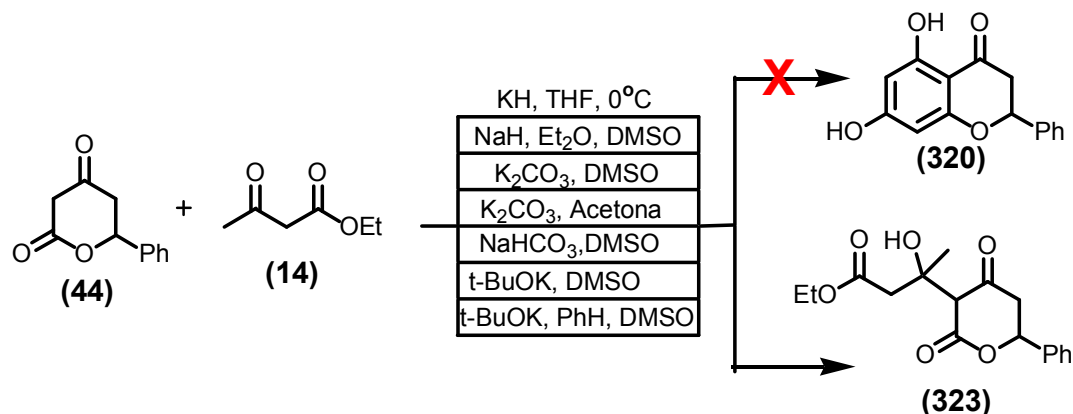 O
O
O
Ph
(44)
+
O
O
OEt
(14)
KH, THF, 0°C
NaH, Et₂O, DMSO
K₂CO₃, DMSO
K₂CO₃, Acetona
NaHCO₃,DMSO
t-BuOK, DMSO
t-BuOK, PhH, DMSO
X
OH
O
HO
O
Ph
(320)
O
HO
O
EtO
O
O
Ph
(323)